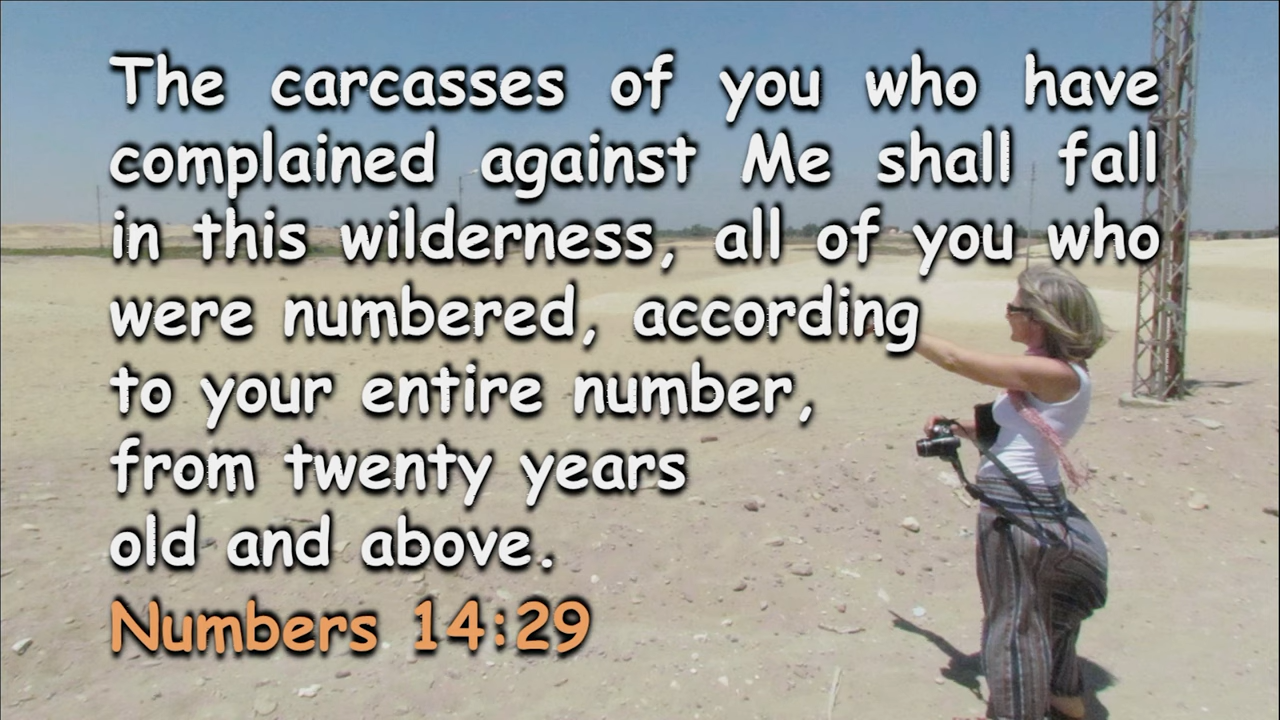 The carcasses of you who have
complained against Me shall fall
in this wilderness, all of you who
were numbered, according
to your entire number,
from twenty years
old and above.
Numbers 14:29